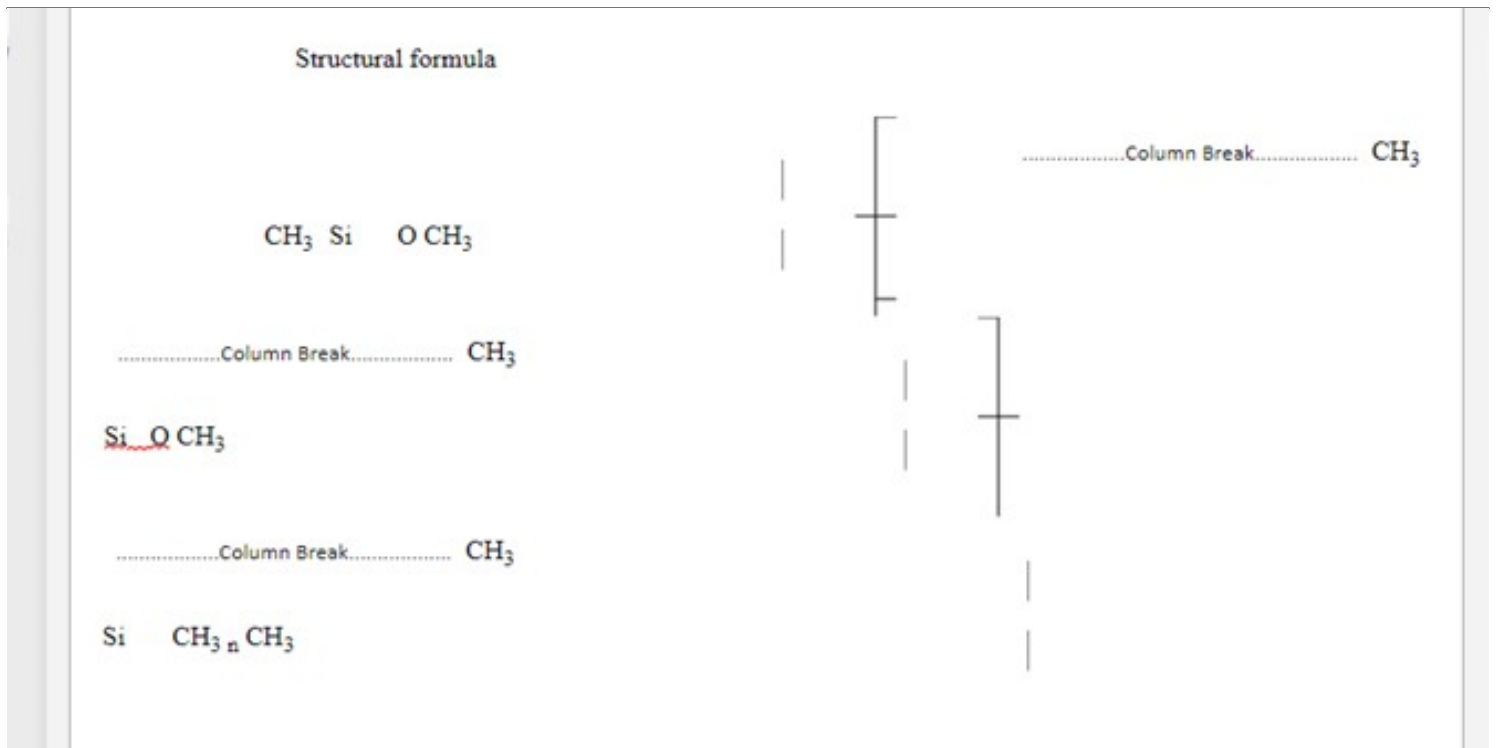 Structural formula
Column Break CH₃
CH₃ Si O CH₃
Column Break CH₃
Si O CH₃
Column Break CH₃
Si CH₃ ₙ CH₃